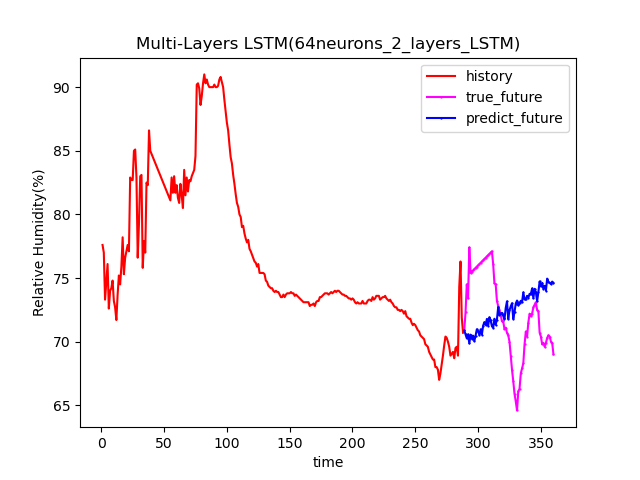 Multi-Layers LSTM(64neurons_2_layers_LSTM)
history
true_future
predict_future
Relative Humidity(%)
90
85
80
75
70
65
0 50 100 150 200 250 300 350
time